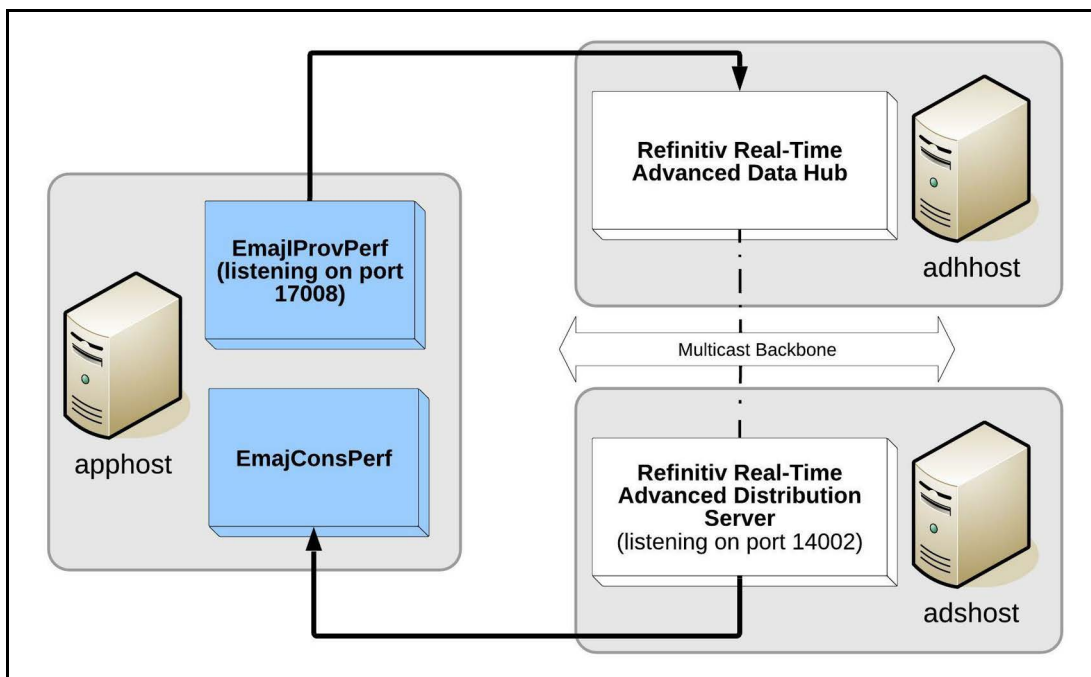 EmajIProvPerf
(listening on port
17008)
EmajConsPerf
apphost
Refinitiv Real-Time
Advanced Data Hub
adhhost
Multicast Backbone
Refinitiv Real-Time
Advanced Distribution
Server
(listening on port 14002)
adshost